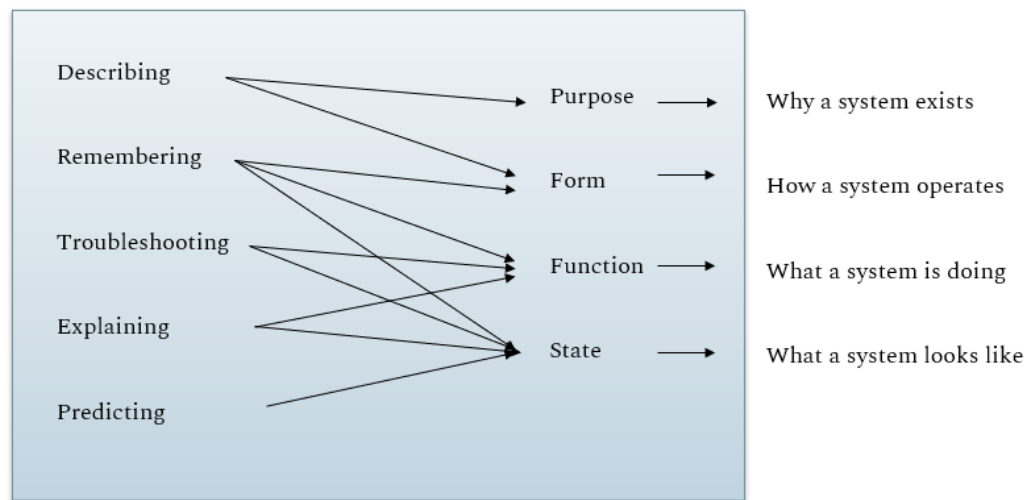 Describing
Remembering
Troubleshooting
Explaining
Predicting
Purpose
Form
Function
State
Why a system exists
How a system operates
What a system is doing
What a system looks like